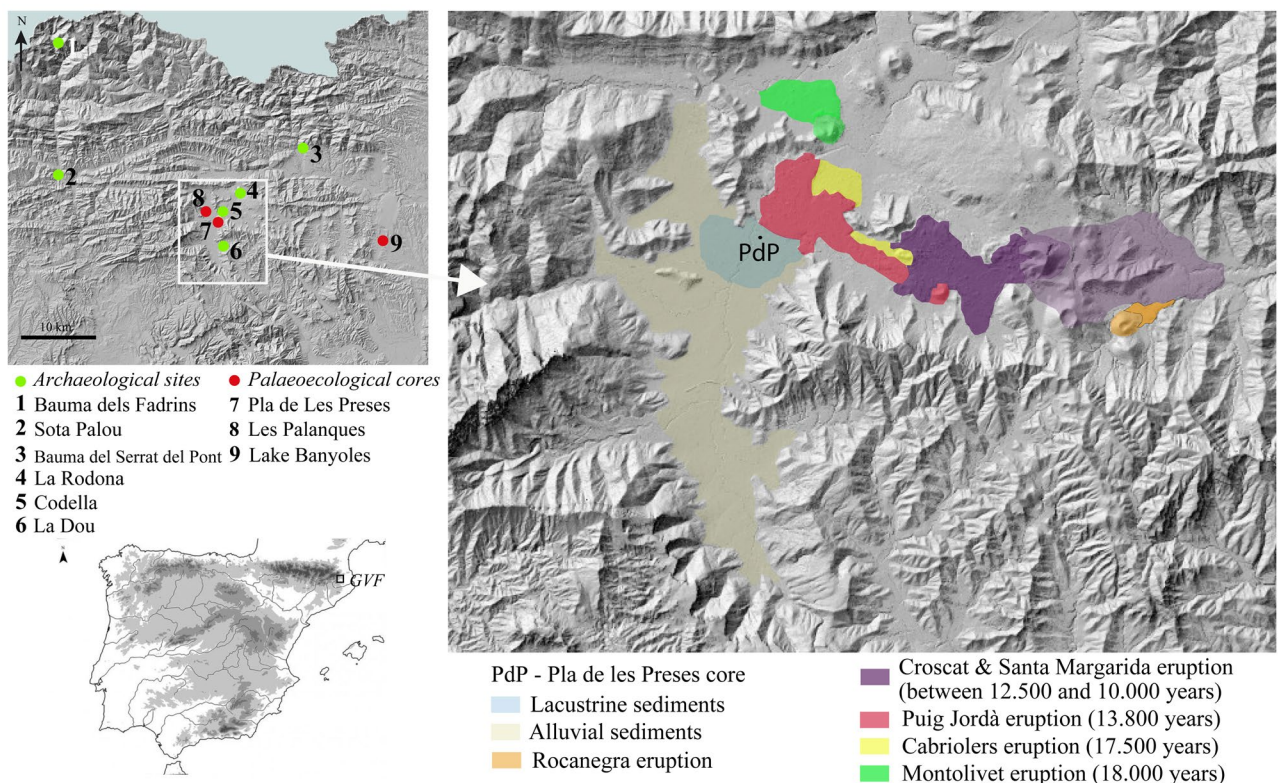 N
1
2
3
4
8
5
7
6
9
10 km
Archaeological sites
1 Bauma dels Fadrins
2 Sota Palou
3 Bauma del Serrat del Pont
4 La Rodona
5 Codella
6 La Dou
Palaeoecological cores
7 Pla de Les Preses
8 Les Palanques
9 Lake Banyoles
GVF
PdP
PdP - Pla de les Preses core
Lacustrine sediments
Alluvial sediments
Rocanegra eruption
Croscat & Santa Margarida eruption
(between 12.500 and 10.000 years)
Puig Jordà eruption (13.800 years)
Cabriolers eruption (17.500 years)
Montolivet eruption (18.000 years)